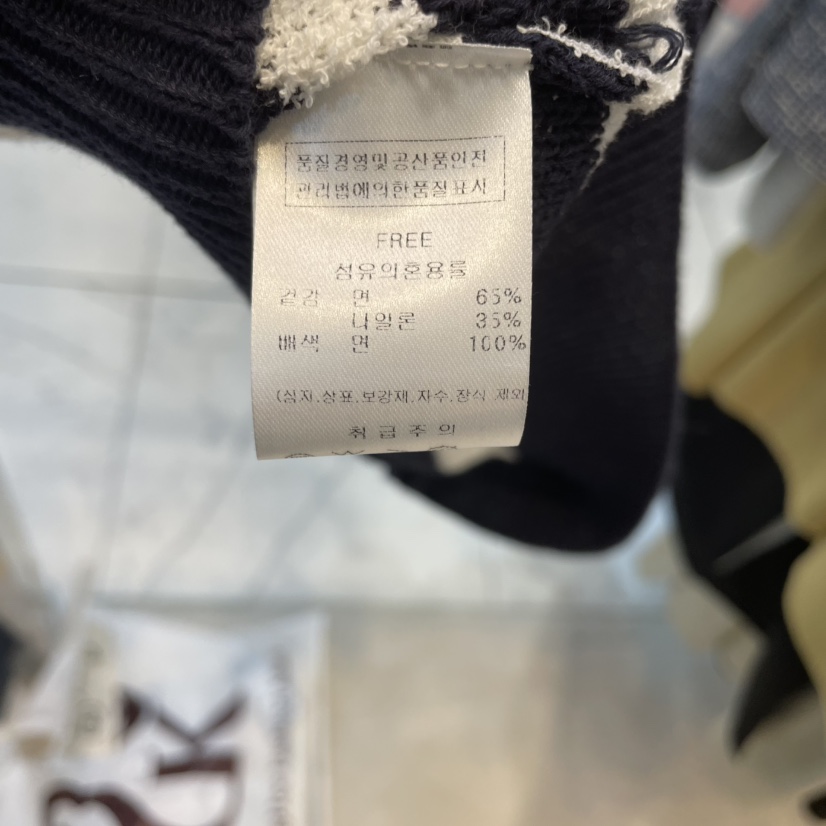 품질경영및공산품안전
관리법에의한품질표시
FREE
섬유의혼용률
겉감 면 65%
나일론 35%
배색 면 100%
(심지.상표.보강재.자수.장식 제외
취급주의